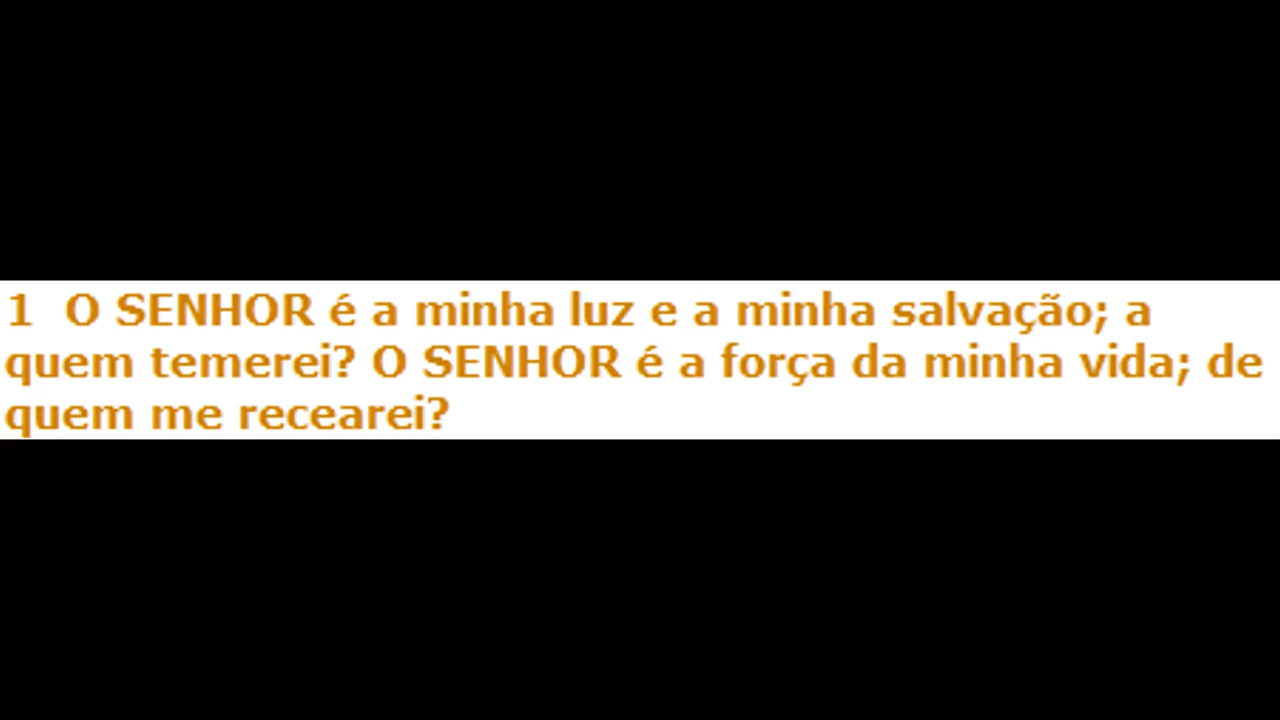 1 O SENHOR é a minha luz e a minha salvação; a
quem temerei? O SENHOR é a força da minha vida; de
quem me recearei?